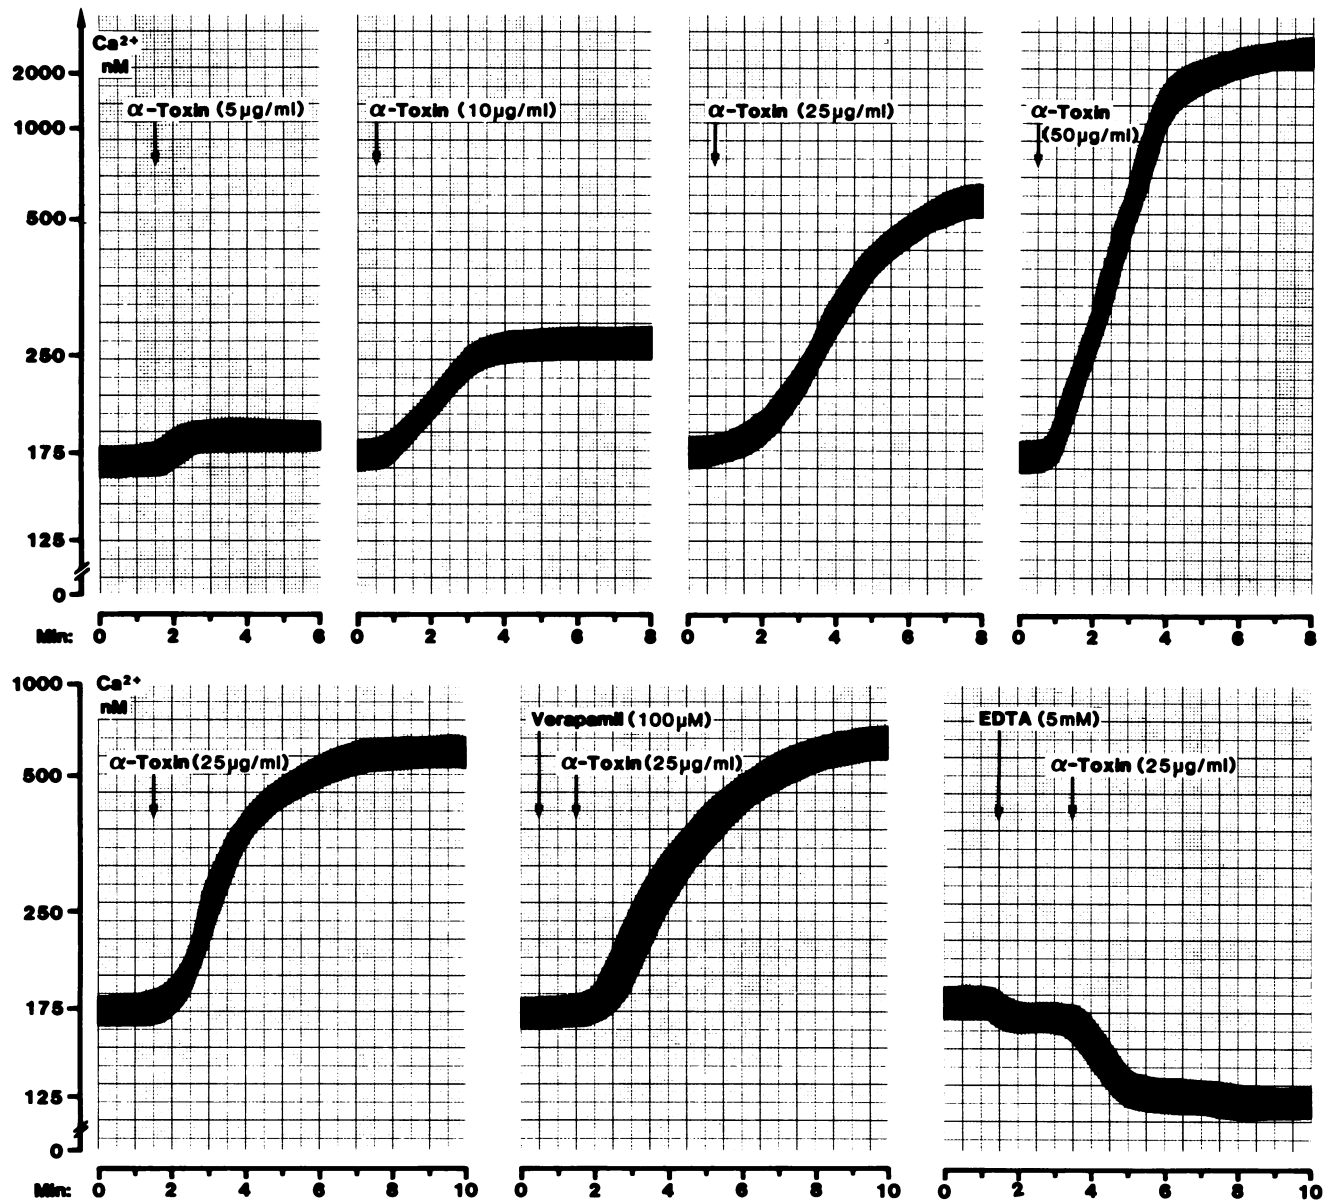 Ca²⁺
nM
2000
1000
500
250
175
125
0
α-Toxin (5µg/ml)
α-Toxin (10µg/ml)
α-Toxin (25µg/ml)
α-Toxin
(50µg/ml)
Min: 0 2 4 6
0 2 4 6 8
0 2 4 6 8
0 2 4 6 8
Ca²⁺
nM
1000
500
250
175
125
0
α-Toxin (25µg/ml)
Verapamil (100µM)
α-Toxin (25µg/ml)
EDTA (5mM)
α-Toxin (25µg/ml)
Min: 0 2 4 6 8 10
0 2 4 6 8 10
0 2 4 6 8 10